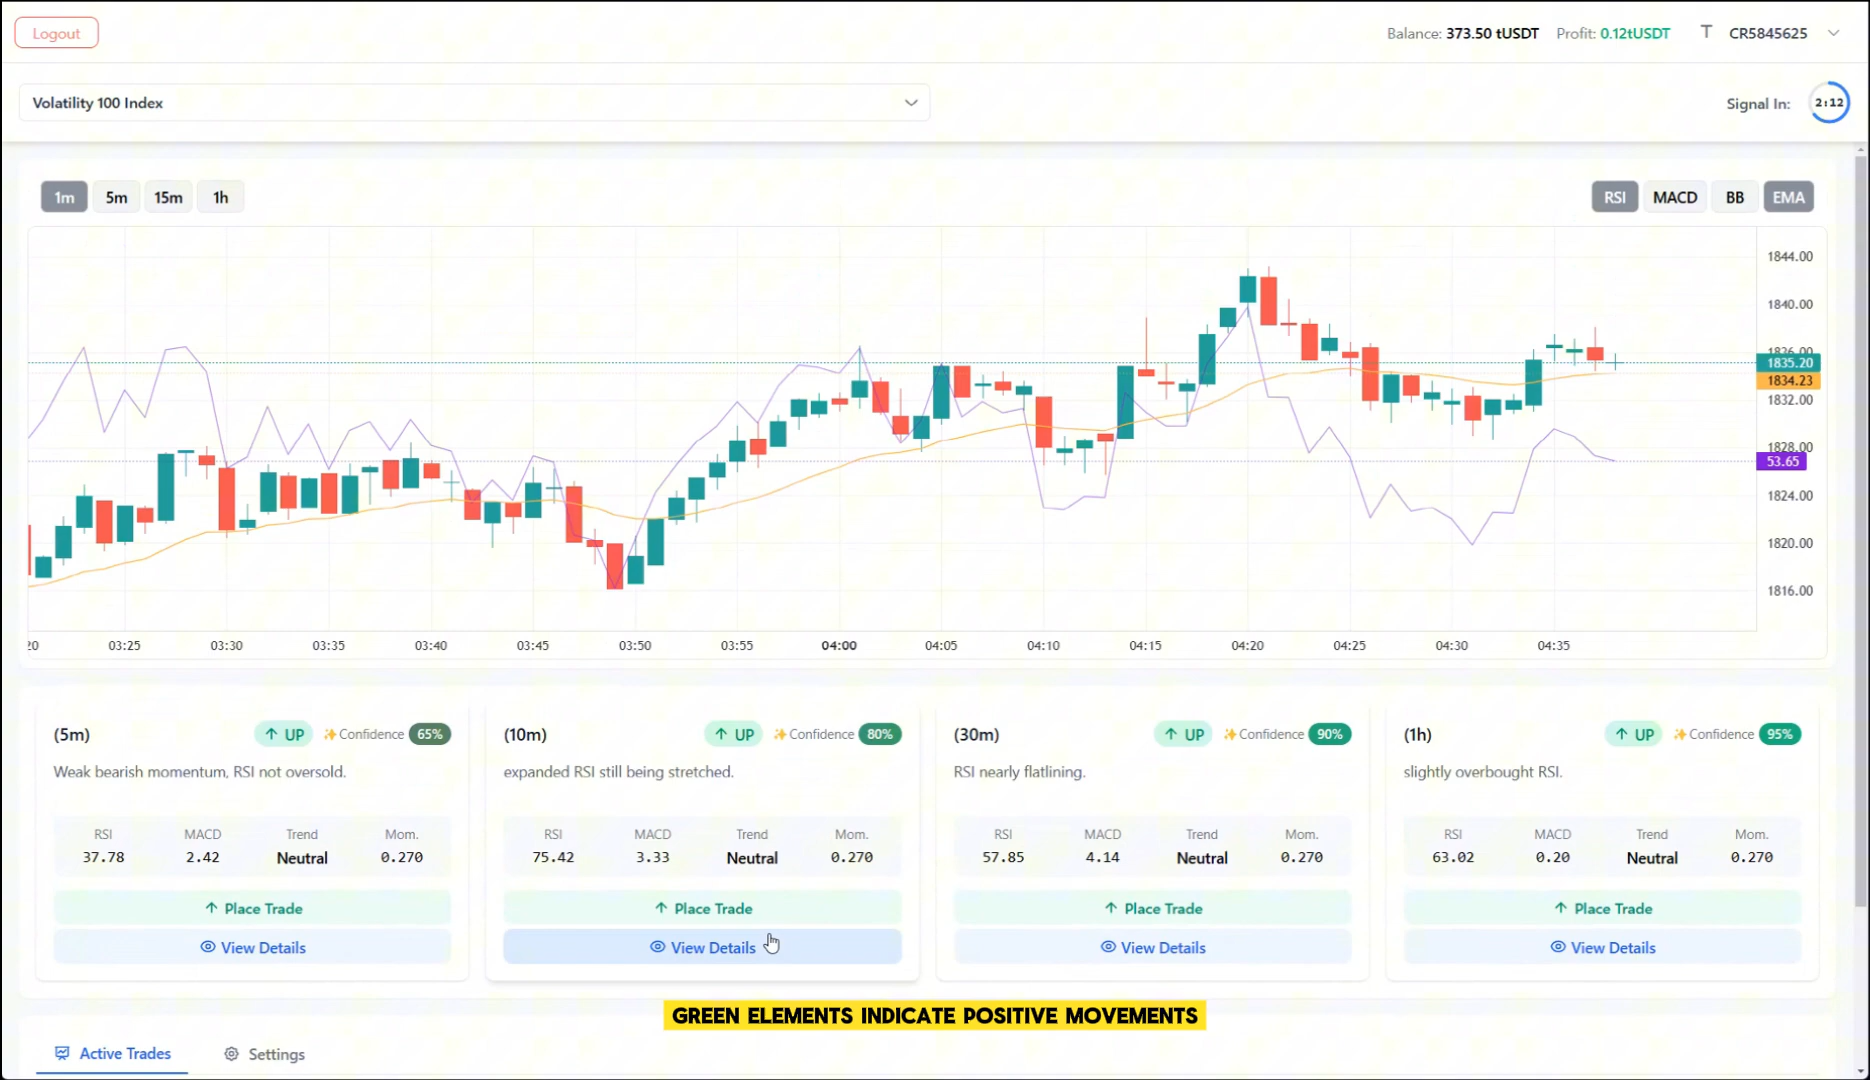 Logout
Balance: 373.50 tUSDT Profit: 0.12tUSDT T CR5845625
Volatility 100 Index
Signal In: 2:12
1m 5m 15m 1h
RSI MACD BB EMA
1844.00
1840.00
1836.00
1835.20
1834.23
1832.00
1828.00
53.65
1824.00
1820.00
1816.00
20 03:25 03:30 03:35 03:40 03:45 03:50 03:55 04:00 04:05 04:10 04:15 04:20 04:25 04:30 04:35
(5m) ↑ UP ✨Confidence 65%
Weak bearish momentum, RSI not oversold.
RSI MACD Trend Mom.
37.78 2.42 Neutral 0.270
↑ Place Trade
View Details
(10m) ↑ UP ✨Confidence 80%
expanded RSI still being stretched.
RSI MACD Trend Mom.
75.42 3.33 Neutral 0.270
↑ Place Trade
View Details
(30m) ↑ UP ✨Confidence 90%
RSI nearly flatlining.
RSI MACD Trend Mom.
57.85 4.14 Neutral 0.270
↑ Place Trade
View Details
(1h) ↑ UP ✨Confidence 95%
slightly overbought RSI.
RSI MACD Trend Mom.
63.02 0.20 Neutral 0.270
↑ Place Trade
View Details
GREEN ELEMENTS INDICATE POSITIVE MOVEMENTS
Active Trades Settings